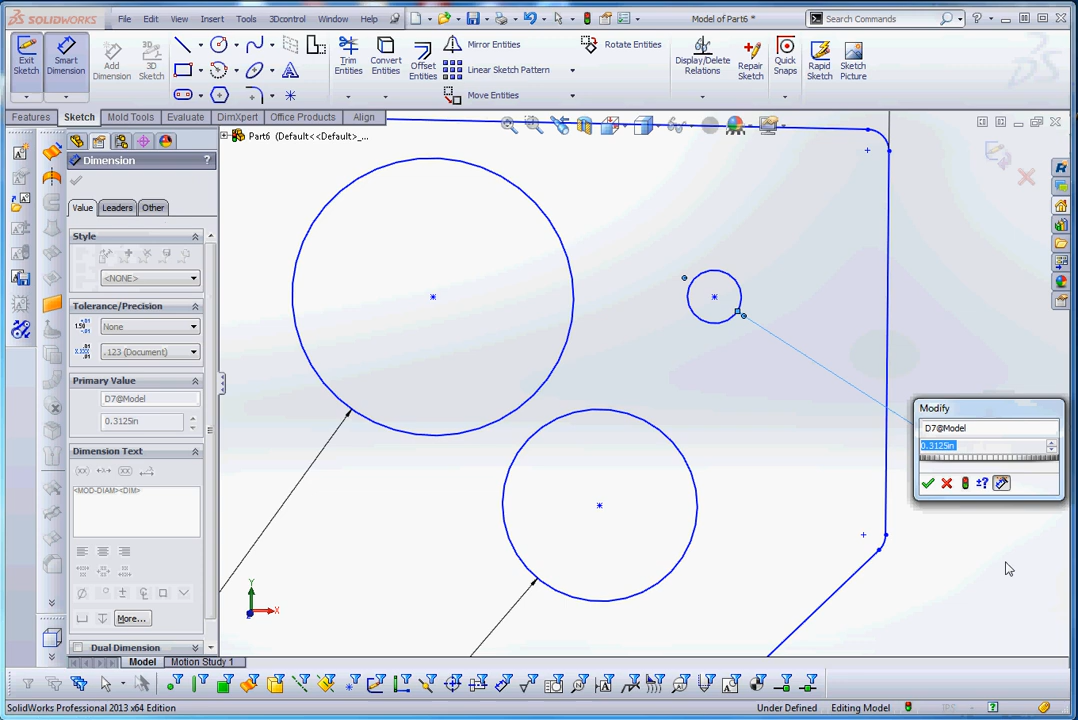 SOLIDWORKS File Edit View Insert Tools 3Dcontrol Window Help Model of Part6 * Search Commands
Exit Sketch
Smart Dimension
Add Dimension
3D Sketch
Trim Entities
Convert Entities
Offset Entities
Mirror Entities
Linear Sketch Pattern
Move Entities
Rotate Entities
Display/Delete Relations
Repair Sketch
Quick Snaps
Rapid Sketch
Sketch Picture
Features Sketch Mold Tools Evaluate DimXpert Office Products Align
Part6 (Default<<Default>_...
Dimension ?
Value Leaders Other
Style
<NONE>
Tolerance/Precision
None
.123 (Document)
Primary Value
D7@Model
0.3125in
Dimension Text
<MOD-DIAM><DIM>
More...
Dual Dimension
Modify
D7@Model
0.3125in
Y
X
Model Motion Study 1
SolidWorks Professional 2013 x64 Edition Under Defined Editing Model IPS